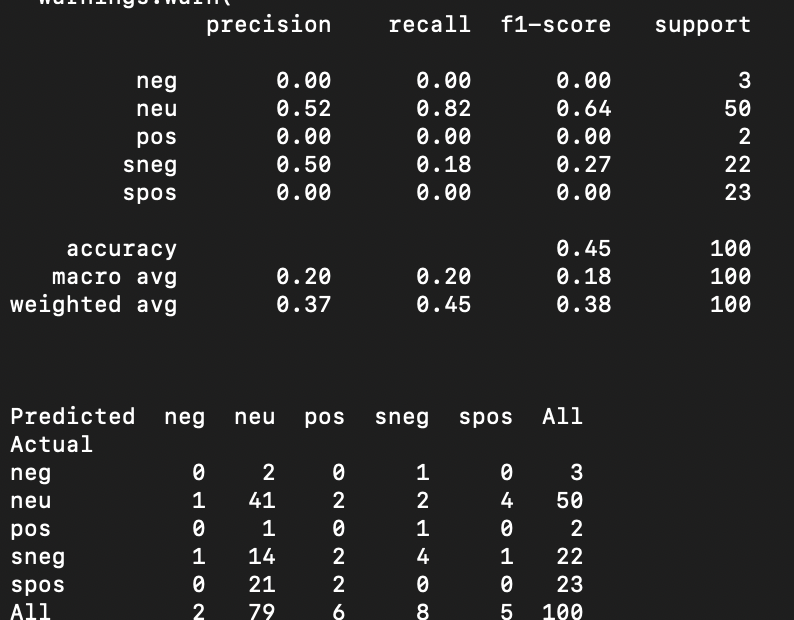 warnings.warn(
precision recall f1-score support
neg 0.00 0.00 0.00 3
neu 0.52 0.82 0.64 50
pos 0.00 0.00 0.00 2
sneg 0.50 0.18 0.27 22
spos 0.00 0.00 0.00 23
accuracy 0.45 100
macro avg 0.20 0.20 0.18 100
weighted avg 0.37 0.45 0.38 100
Predicted neg neu pos sneg spos All
Actual
neg 0 2 0 1 0 3
neu 1 41 2 2 4 50
pos 0 1 0 1 0 2
sneg 1 14 2 4 1 22
spos 0 21 2 0 0 23
All 2 79 6 8 5 100